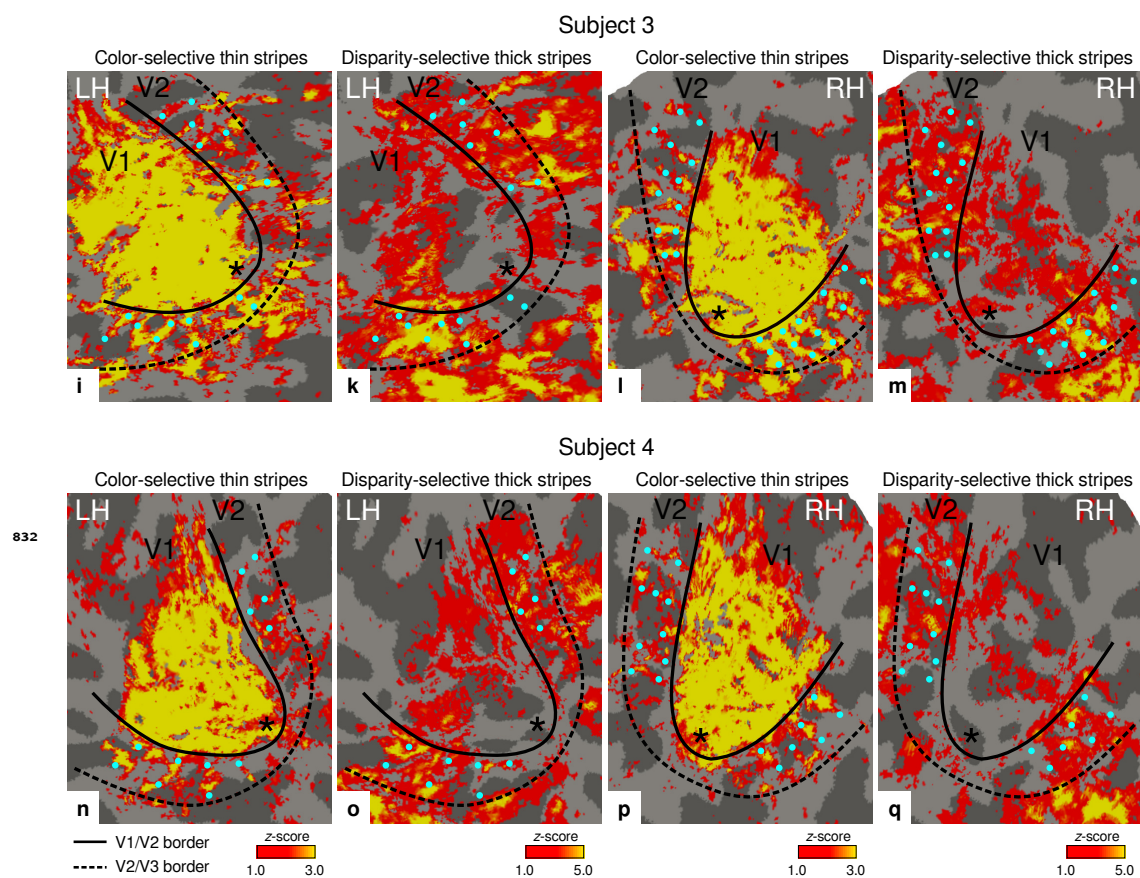 Subject 3
Color-selective thin stripes Disparity-selective thick stripes Color-selective thin stripes Disparity-selective thick stripes
LH V2 LH V2 V2 RH V2 RH
V1 V1 V1 V1
* * * *
i k l m
Subject 4
Color-selective thin stripes Disparity-selective thick stripes Color-selective thin stripes Disparity-selective thick stripes
LH V2 LH V2 V2 RH V2 RH
832
V1 V1 V1 V1
* * * *
n o p q
V1/V2 border z-score z-score z-score z-score
V2/V3 border 1.0 3.0 1.0 5.0 1.0 3.0 1.0 5.0